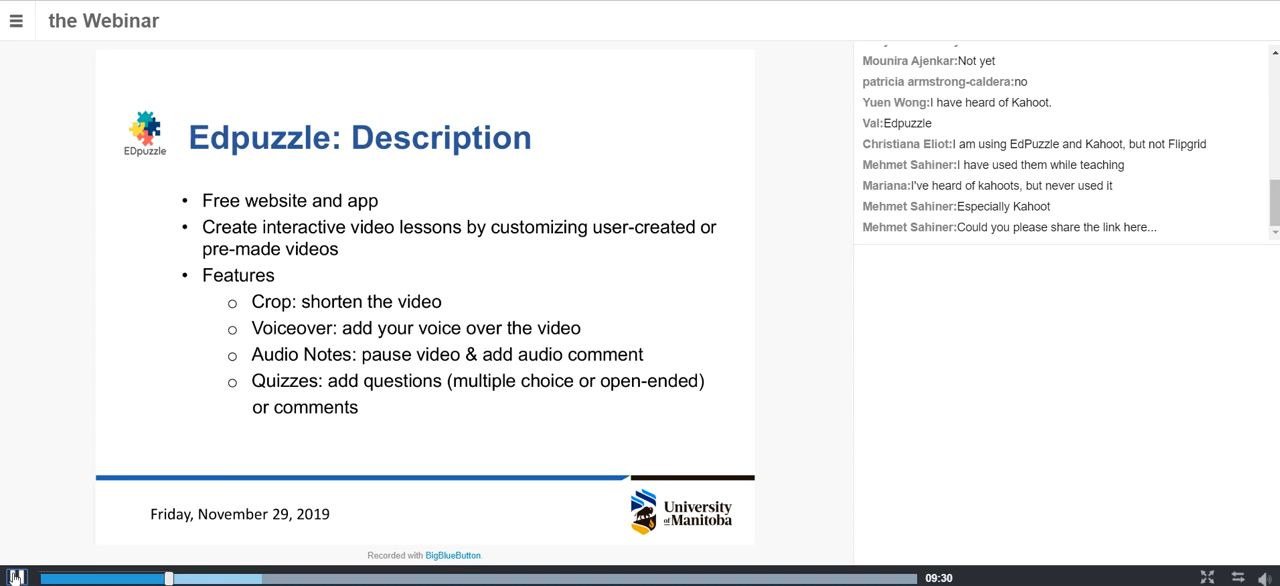 the Webinar
EDpuzzle
Edpuzzle: Description
• Free website and app
• Create interactive video lessons by customizing user-created or
pre-made videos
• Features
o Crop: shorten the video
o Voiceover: add your voice over the video
o Audio Notes: pause video & add audio comment
o Quizzes: add questions (multiple choice or open-ended)
or comments
Friday, November 29, 2019
University
of Manitoba
Recorded with BigBlueButton.
Mounira Ajenkar:Not yet
patricia armstrong-caldera:no
Yuen Wong:I have heard of Kahoot.
Val:Edpuzzle
Christiana Eliot:I am using EdPuzzle and Kahoot, but not Flipgrid
Mehmet Sahiner:I have used them while teaching
Mariana:I've heard of kahoots, but never used it
Mehmet Sahiner:Especially Kahoot
Mehmet Sahiner:Could you please share the link here...
09:30